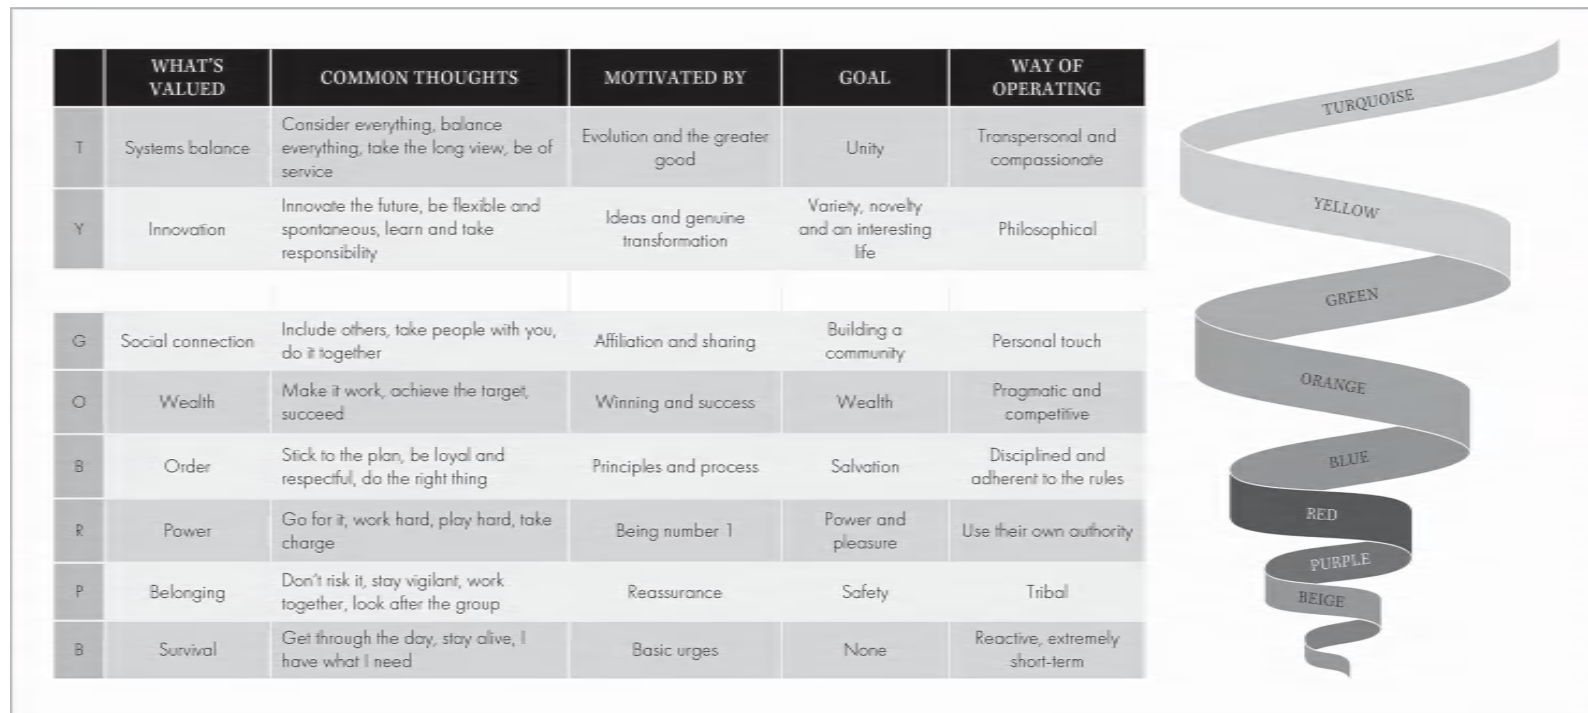 WHAT'S
VALUED
COMMON THOUGHTS
MOTIVATED BY
GOAL
WAY OF
OPERATING
T
Systems balance
Consider everything, balance
everything, take the long view, be of
service
Evolution and the greater
good
Unity
Transpersonal and
compassionate
Y
Innovation
Innovate the future, be flexible and
spontaneous, learn and take
responsibility
Ideas and genuine
transformation
Variety, novelty
and an interesting
life
Philosophical
G
Social connection
Include others, take people with you,
do it together
Affiliation and sharing
Building a
community
Personal touch
O
Wealth
Make it work, achieve the target,
succeed
Winning and success
Wealth
Pragmatic and
competitive
B
Order
Stick to the plan, be loyal and
respectful, do the right thing
Principles and process
Salvation
Disciplined and
adherent to the rules
R
Power
Go for it, work hard, play hard, take
charge
Being number 1
Power and
pleasure
Use their own authority
P
Belonging
Don't risk it, stay vigilant, work
together, look after the group
Reassurance
Safety
Tribal
B
Survival
Get through the day, stay alive, I
have what I need
Basic urges
None
Reactive, extremely
short-term
TURQUOISE
YELLOW
GREEN
ORANGE
BLUE
RED
PURPLE
BEIGE